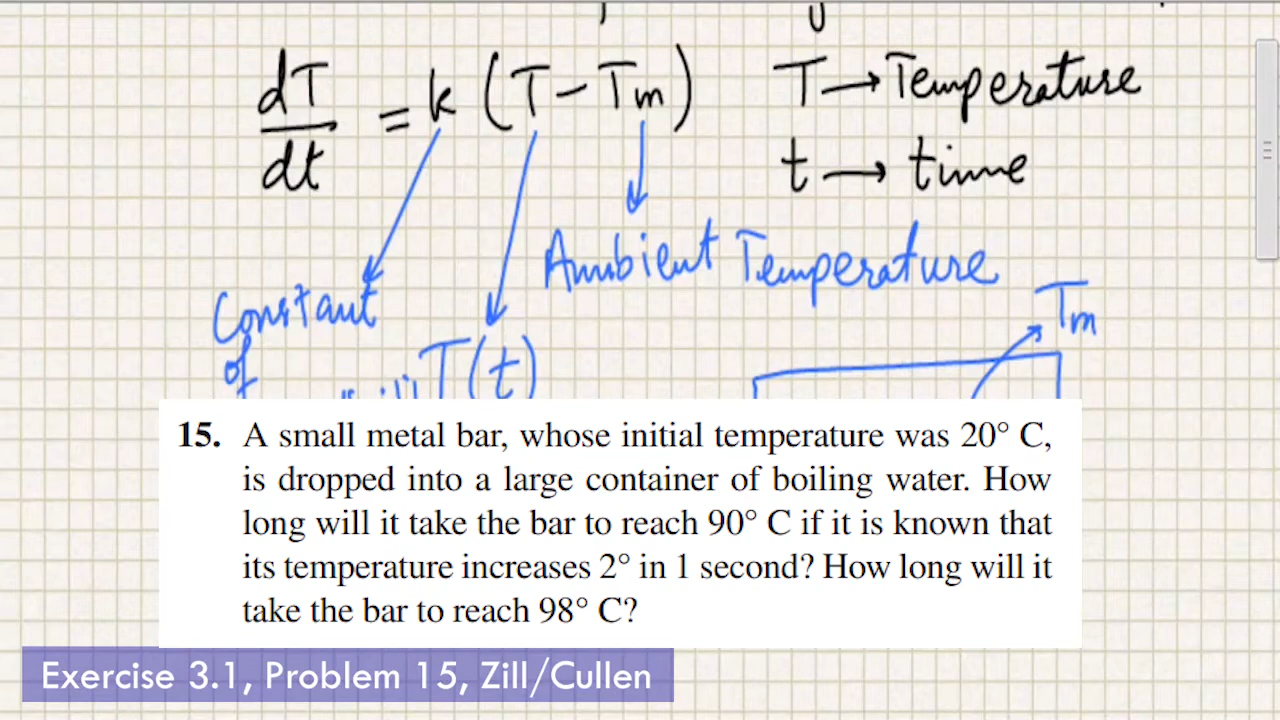 dT/dt = k (T - Tm) T → Temperature
t → time
Ambient Temperature
Constant
of
T(t)
Tm
15. A small metal bar, whose initial temperature was 20° C,
is dropped into a large container of boiling water. How
long will it take the bar to reach 90° C if it is known that
its temperature increases 2° in 1 second? How long will it
take the bar to reach 98° C?
Exercise 3.1, Problem 15, Zill/Cullen